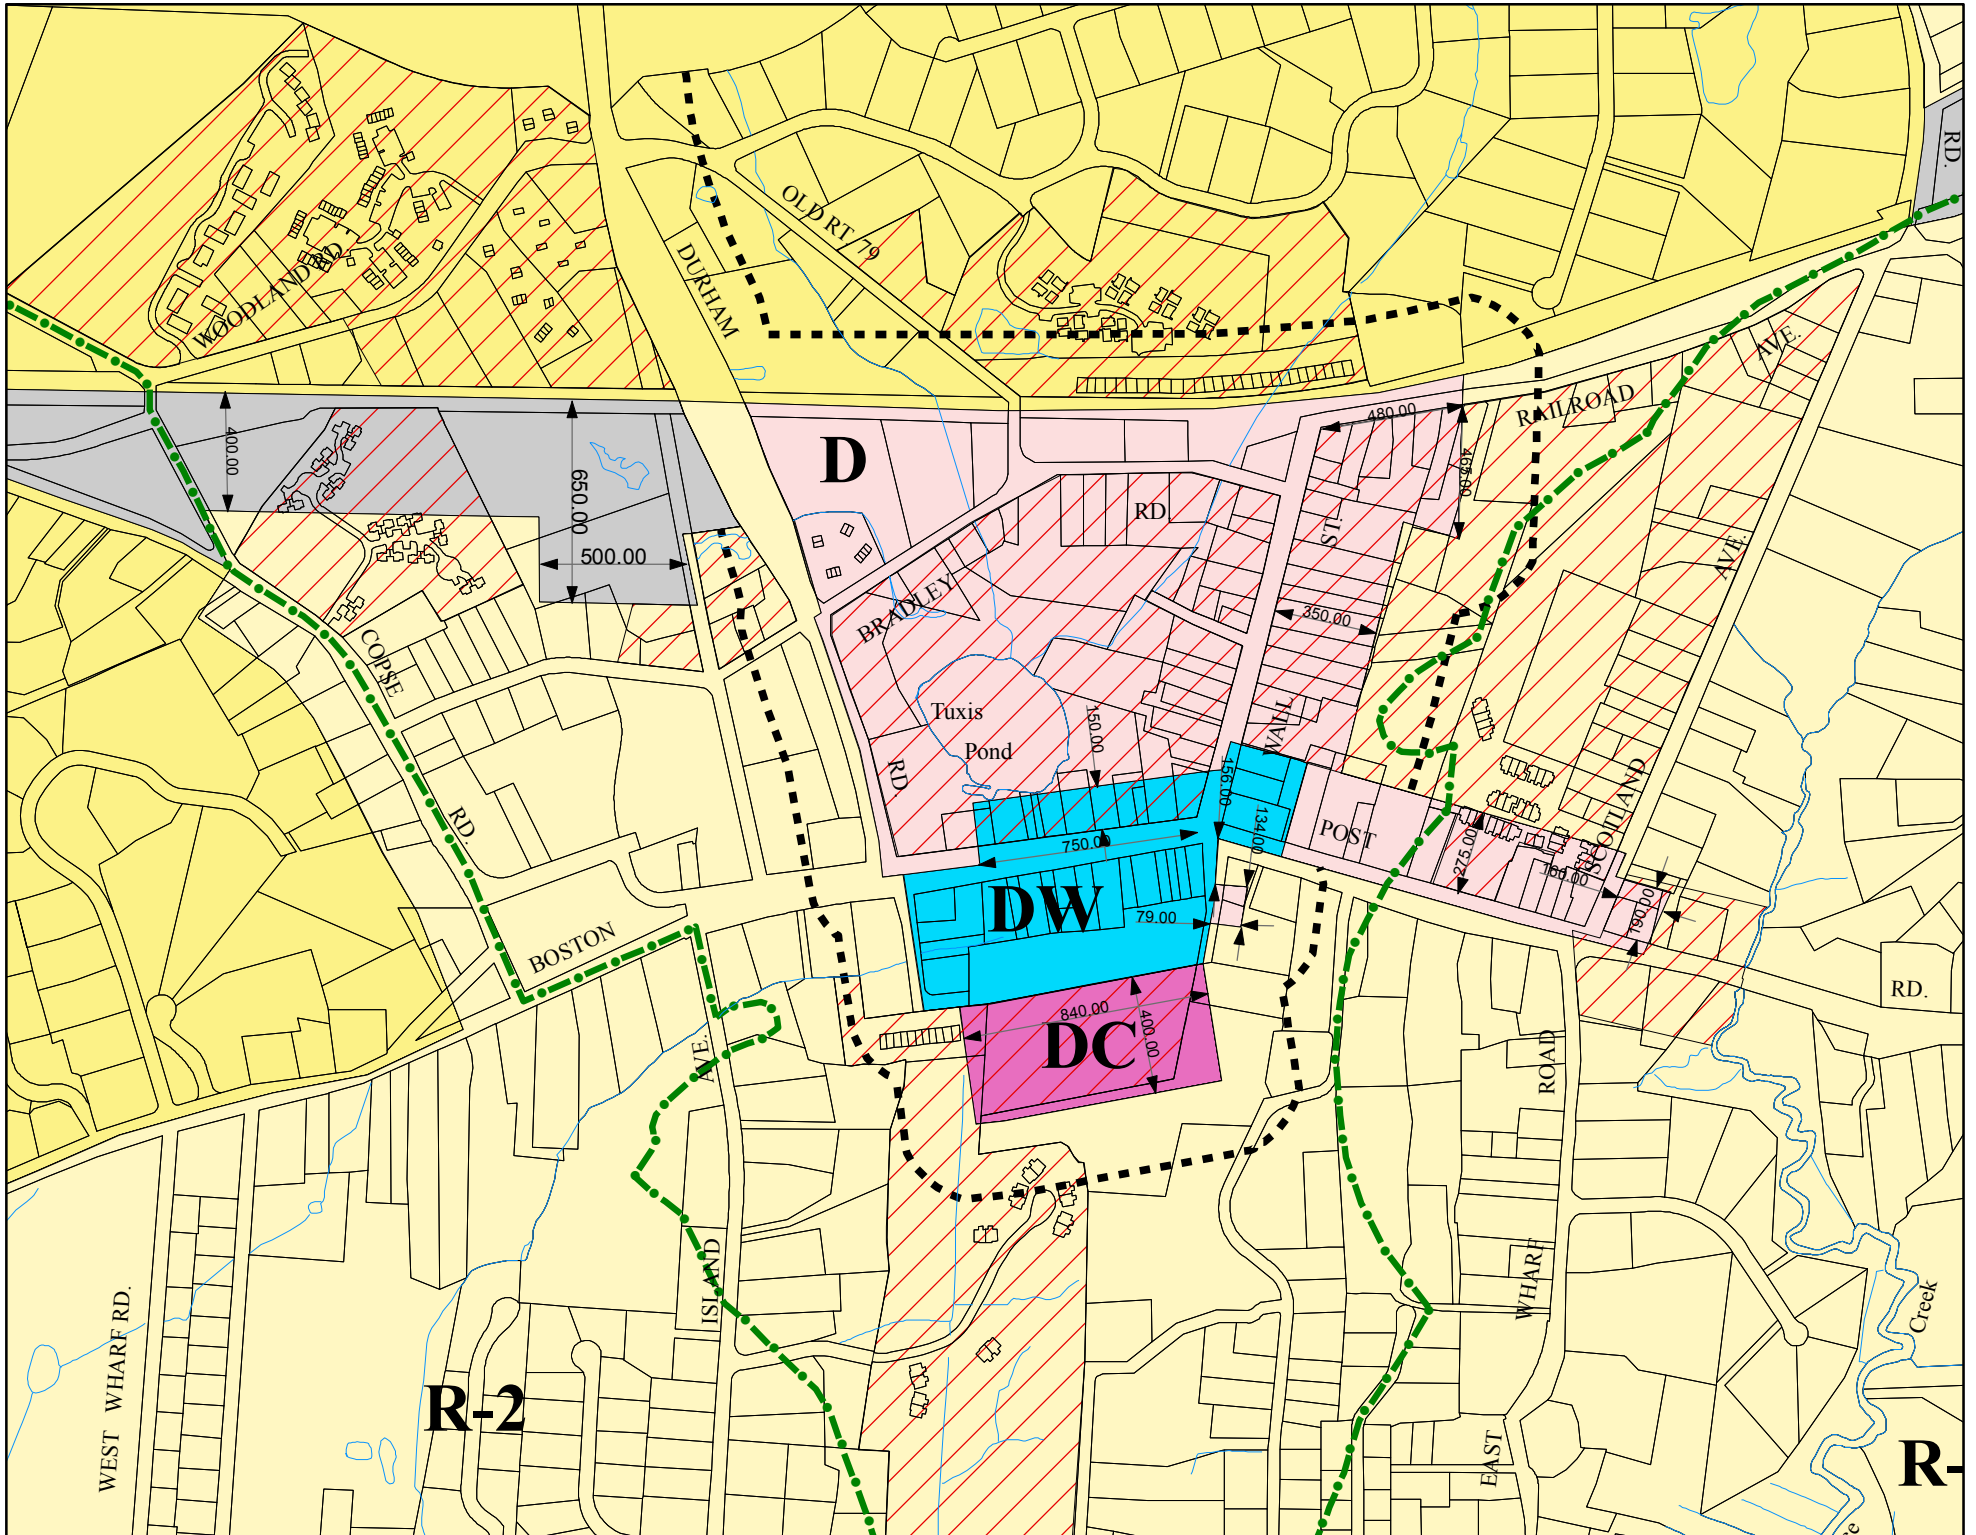 RD.
OLD RT. 79
DURHAM
WOODLAND RD
AVE.
RAILROAD
480.00
400.00
D
465.00
650.00
RD.
ST.
500.00
AVE.
BRADLEY
350.00
COPSE
Tuxis
Pond
150.00
WALL
RD
156.00
SCOTLAND
RD.
134.00
POST
750.00
275.00
160.00
DW
79.00
190.00
BOSTON
RD.
840.00
400.00
DC
AVE.
ROAD
ISLAND
WHARF
Creek
WEST WHARF RD.
R-2
EAST
R-